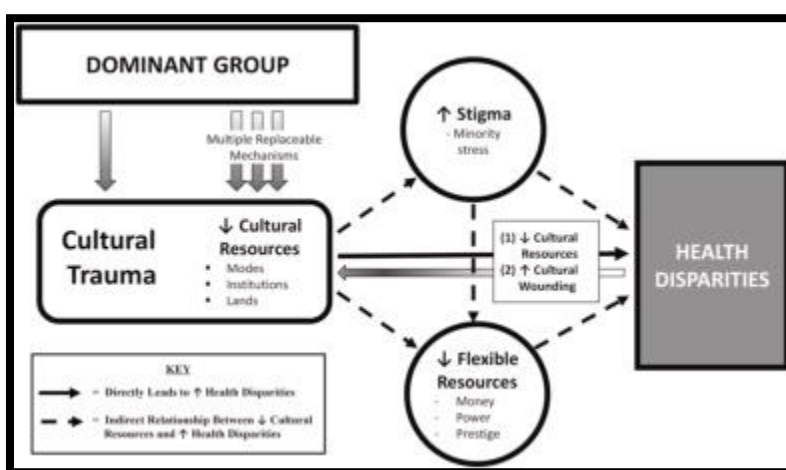 DOMINANT GROUP
Multiple Replaceable
Mechanisms
↑ Stigma
- Minority
stress
Cultural
Trauma
↓ Cultural
Resources
▪ Modes
▪ Institutions
▪ Lands
(1) ↓ Cultural
Resources
(2) ↑ Cultural
Wounding
HEALTH
DISPARITIES
↓ Flexible
Resources
- Money
- Power
- Prestige
KEY
= Directly Leads to ↑ Health Disparities
= Indirect Relationship Between ↓ Cultural
Resources and ↑ Health Disparities